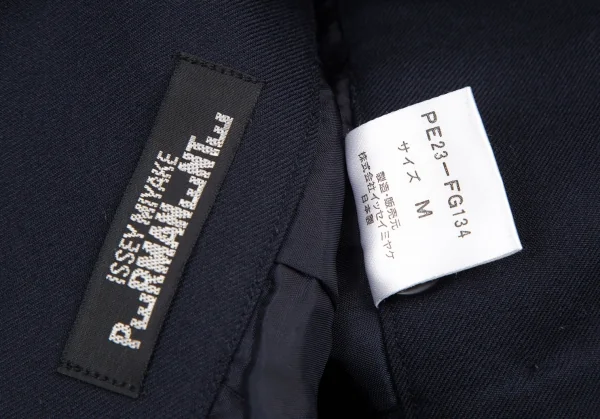 ISSEY MIYAKE
PERMANENTE
PE23-FG134
サイズ M
製造・販売元
株式会社イッセイミヤケ
日本製